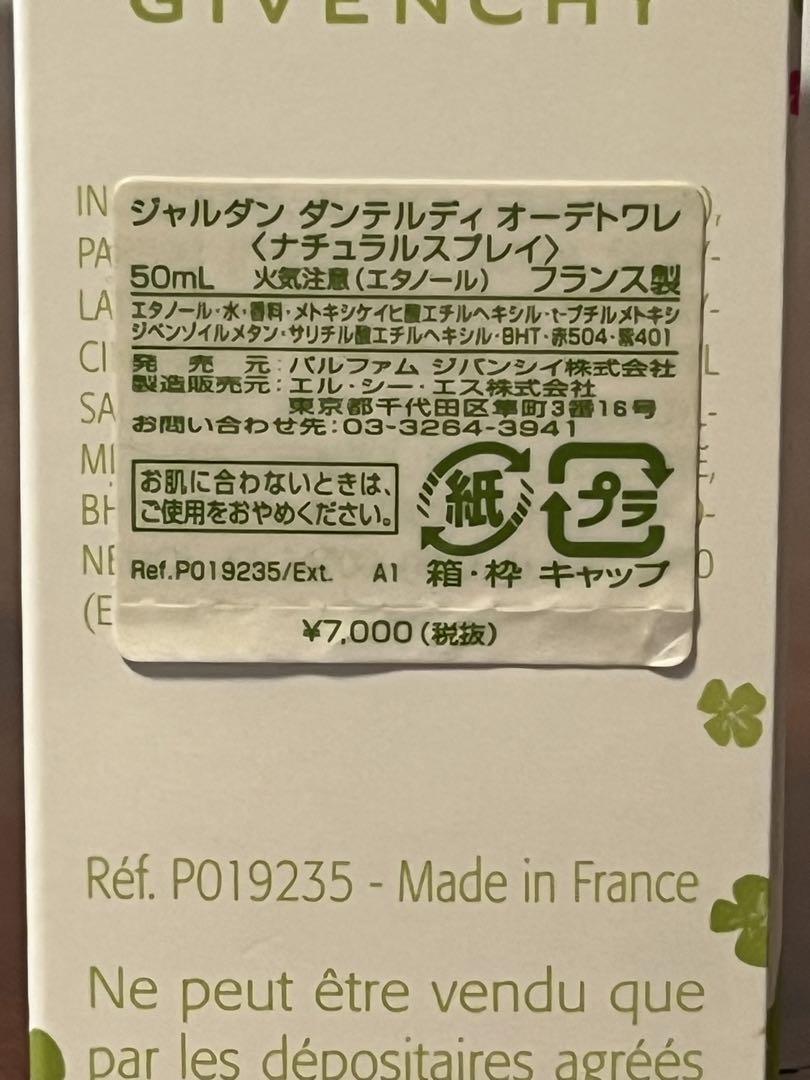 GIVENCHY
IN
PA
LA
CI
SA
MI
BH
NE
(E
ジャルダン ダンテルディ オーデトワレ
〈ナチュラルスプレイ〉
50mL 火気注意(エタノール) フランス製
エタノール・水・香料・メトキシケイヒ酸エチルヘキシル・t-ブチルメトキシ
ジベンゾイルメタン・サリチル酸エチルヘキシル・BHT・赤504・紫401
発売元:パルファム ジバンシイ株式会社
製造販売元:エル・シー・エス株式会社
東京都千代田区隼町3番16号
お問い合わせ先:03-3264-3941
お肌に合わないときは、
ご使用をおやめください。
紙
プラ
Ref.P019235/Ext. A1 箱・枠 キャップ
¥7,000(税抜)
Réf. P019235 - Made in France
Ne peut être vendu que
par les dépositaires agréés